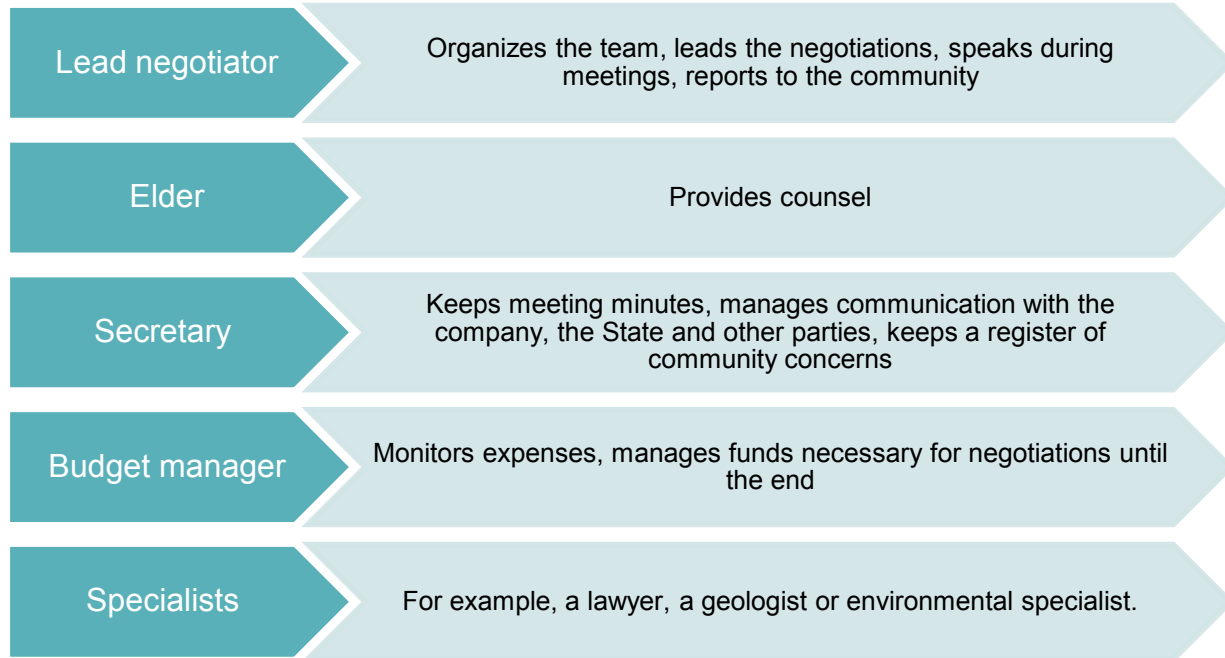 Lead negotiator
Organizes the team, leads the negotiations, speaks during
meetings, reports to the community
Elder
Provides counsel
Secretary
Keeps meeting minutes, manages communication with the
company, the State and other parties, keeps a register of
community concerns
Budget manager
Monitors expenses, manages funds necessary for negotiations until
the end
Specialists
For example, a lawyer, a geologist or environmental specialist.